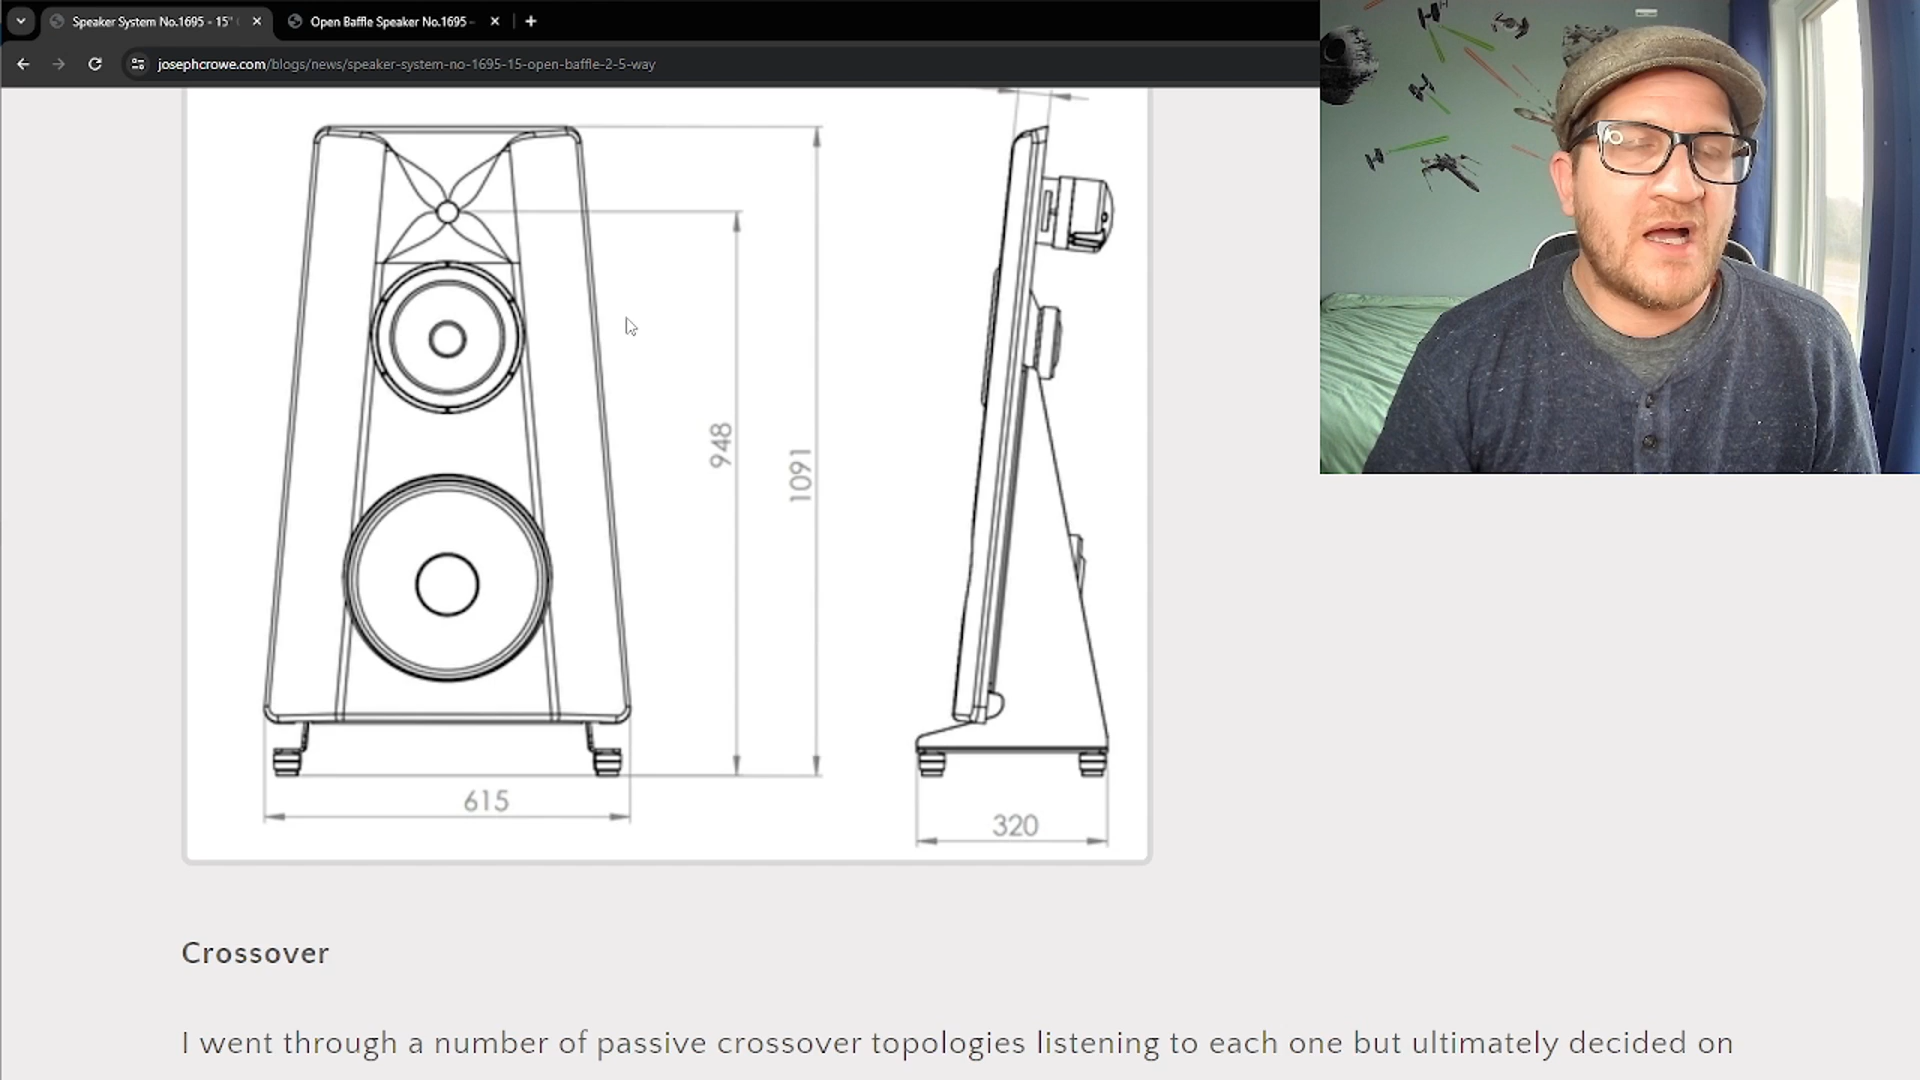 Speaker System No.1695 - 15"
Open Baffle Speaker No.1695 -
josephcrowe.com/blogs/news/speaker-system-no-1695-15-open-baffle-2-5-way
948
1091
615
320
Crossover
I went through a number of passive crossover topologies listening to each one but ultimately decided on